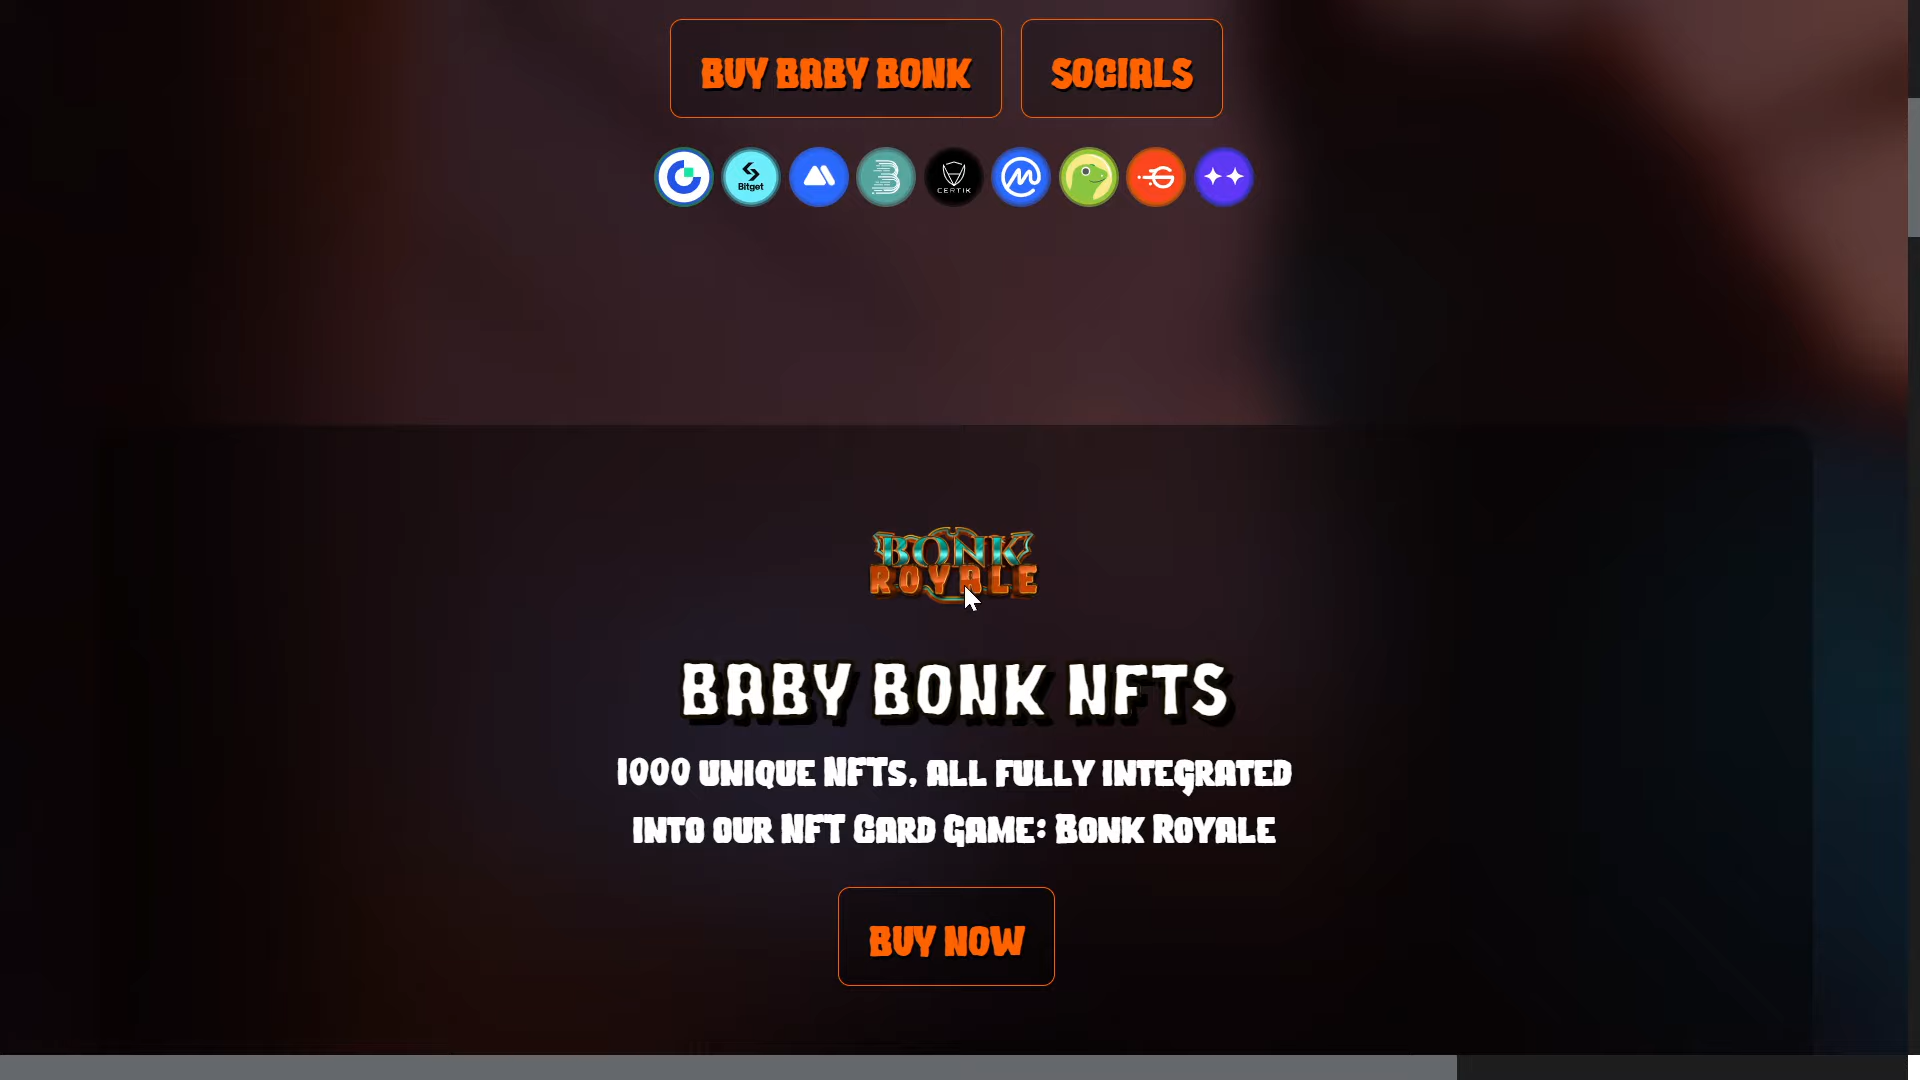 BUY BABY BONK
SOCIALS
Bitget
CERTIK
BONK
ROYALE
BABY BONK NFTS
1000 unique NFTs, all fully integrated
into our NFT Card Game: Bonk Royale
BUY NOW